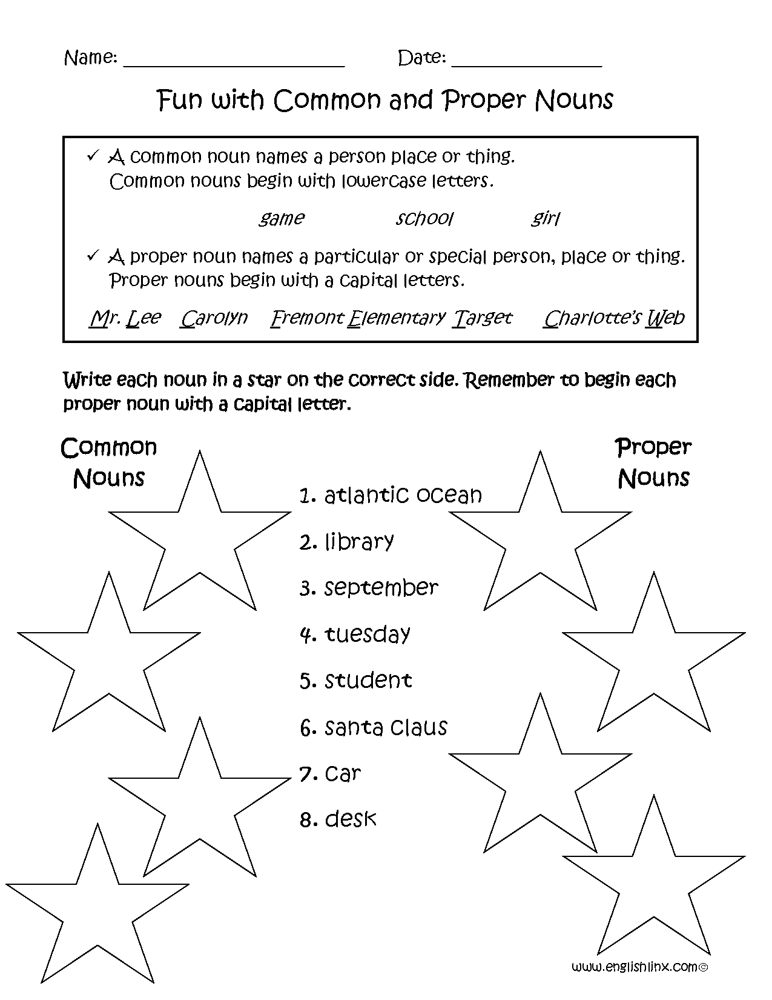 Name: ______________________ Date: _______________
Fun with Common and Proper Nouns
✓ A common noun names a person place or thing.
Common nouns begin with lowercase letters.
game school girl
✓ A proper noun names a particular or special person, place or thing.
Proper nouns begin with a capital letters.
Mr. Lee Carolyn Fremont Elementary Target Charlotte's Web
Write each noun in a star on the correct side. Remember to begin each
proper noun with a capital letter.
Common
Nouns
Proper
Nouns
1. atlantic ocean
2. library
3. september
4. tuesday
5. student
6. santa claus
7. car
8. desk
www.englishlinx.com©